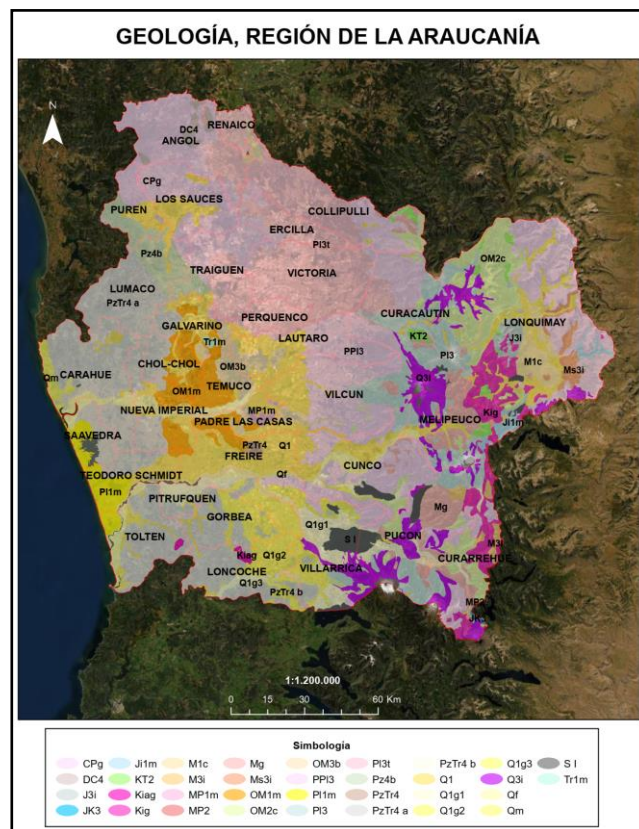 GEOLOGÍA, REGIÓN DE LA ARAUCANÍA
N
DC4 RENAICO
ANGOL
CPg
LOS SAUCES
PUREN COLLIPULLI
ERCILLA
Pl3t
Pz4b OM2c
TRAIGUEN VICTORIA
LUMACO
PzTr4 a
PERQUENCO CURACAUTIN LONQUIMAY
GALVARINO
Tr1m LAUTARO KT2 J3i
PPl3 Pl3 M1c
CHOL-CHOL OM3b
Qm CARAHUE Q3i Ms3i
OM1m TEMUCO VILCUN
NUEVA IMPERIAL MP1m Kig
PADRE LAS CASAS MELIPEUCO Ji1m
SAAVEDRA PzTr4 Q1
FREIRE CUNCO
TEODORO SCHMIDT Qf
Pl1m PITRUFQUEN Mg
GORBEA Q1g1
TOLTEN S I PUCON
Kiag Q1g2 CURARREHUE M3i
LONCOCHE VILLARRICA
Q1g3 PzTr4 b MP2
JK3
1:1.200.000
0 15 30 60 Km
Simbología
CPg Ji1m M1c Mg OM3b Pl3t PzTr4 b Q1g3 S I
DC4 KT2 M3i Ms3i PPl3 Pz4b Q1 Q3i Tr1m
J3i Kiag MP1m OM1m Pl1m PzTr4 Q1g1 Qf
JK3 Kig MP2 OM2c Pl3 PzTr4 a Q1g2 Qm